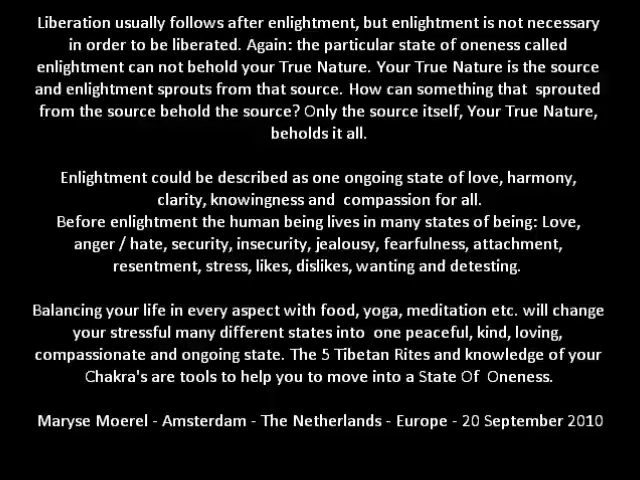 Liberation usually follows after enlightment, but enlightment is not necessary
in order to be liberated. Again: the particular state of oneness called
enlightment can not behold your True Nature. Your True Nature is the source
and enlightment sprouts from that source. How can something that sprouted
from the source behold the source? Only the source itself, Your True Nature,
beholds it all.
Enlightment could be described as one ongoing state of love, harmony,
clarity, knowingness and compassion for all.
Before enlightment the human being lives in many states of being: Love,
anger / hate, security, insecurity, jealousy, fearfulness, attachment,
resentment, stress, likes, dislikes, wanting and detesting.
Balancing your life in every aspect with food, yoga, meditation etc. will change
your stressful many different states into one peaceful, kind, loving,
compassionate and ongoing state. The 5 Tibetan Rites and knowledge of your
Chakra's are tools to help you to move into a State Of Oneness.
Maryse Moerel - Amsterdam - The Netherlands - Europe - 20 September 2010